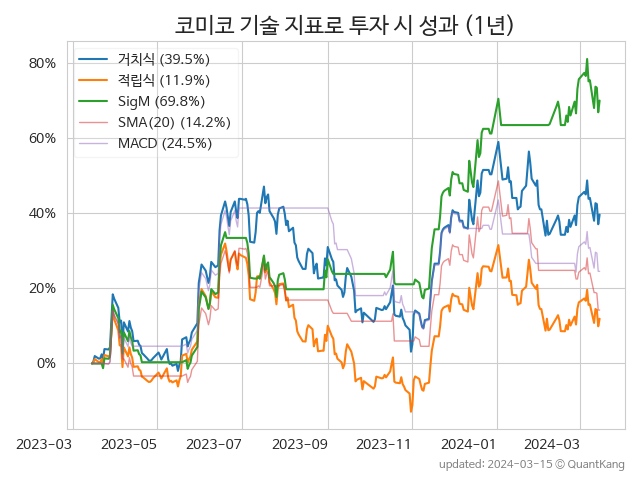 코미코 기술 지표로 투자 시 성과 (1년)
80%
60%
40%
20%
0%
거치식 (39.5%)
적립식 (11.9%)
SigM (69.8%)
SMA(20) (14.2%)
MACD (24.5%)
2023-03
2023-05
2023-07
2023-09
2023-11
2024-01
2024-03
updated: 2024-03-15 © QuantKang